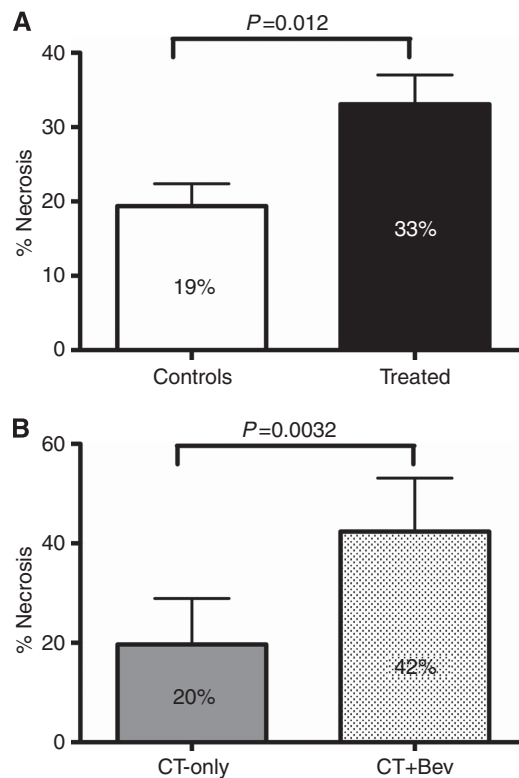 A
P=0.012
40
30
20
10
0
% Necrosis
19%
33%
Controls
Treated
B
P=0.0032
60
40
20
0
% Necrosis
20%
42%
CT-only
CT+Bev